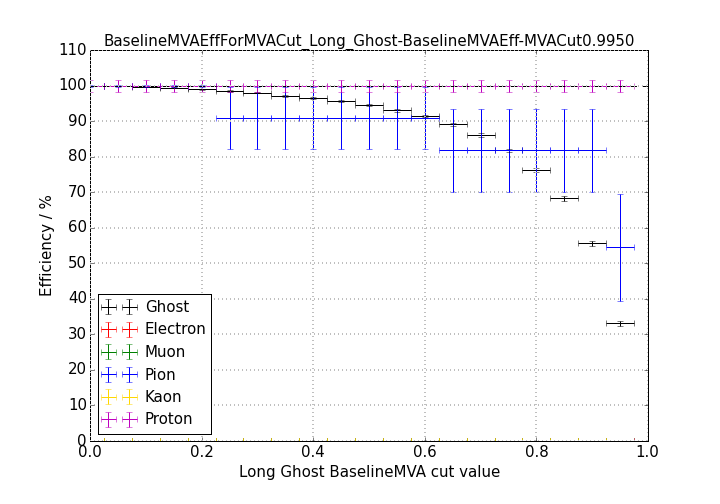 BaselineMVAEffForMVACut_Long_Ghost-BaselineMVAEff-MVACut0.9950
110
100
90
80
70
60
50
40
30
20
10
0
Efficiency / %
Ghost
Electron
Muon
Pion
Kaon
Proton
0.0 0.2 0.4 0.6 0.8 1.0
Long Ghost BaselineMVA cut value